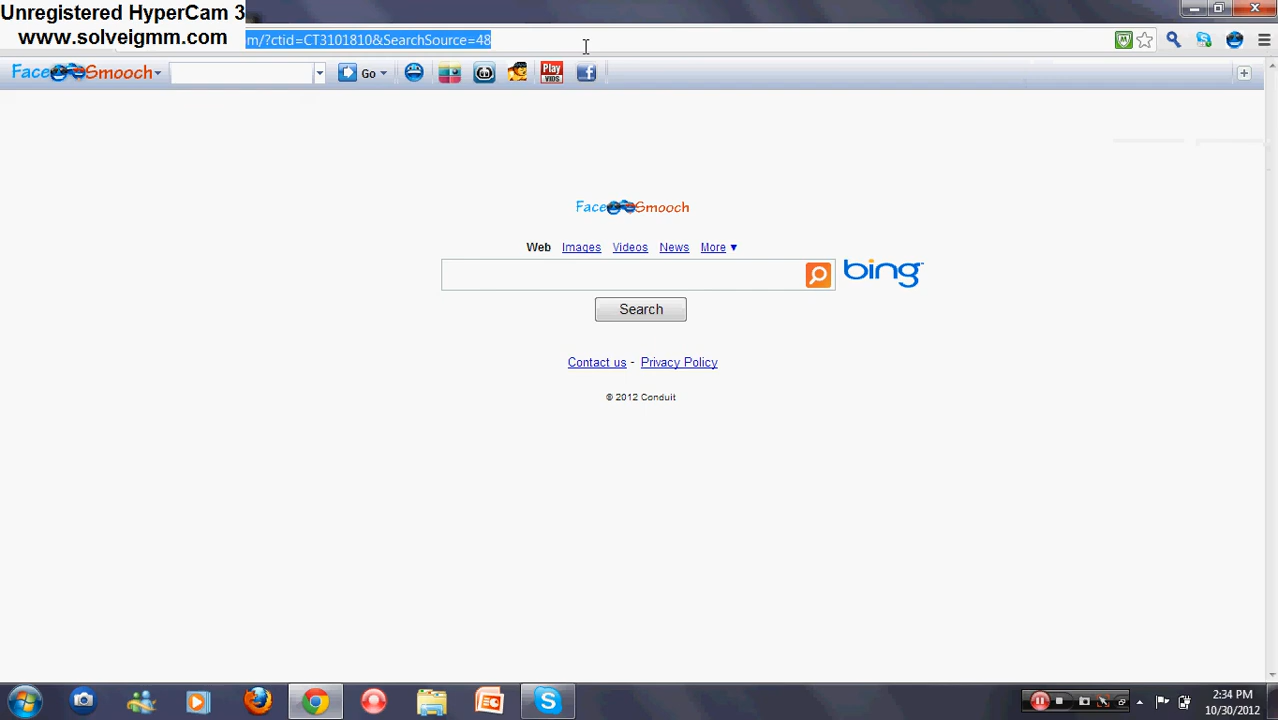 Unregistered HyperCam 3
www.solveigmm.com
m/?ctid=CT3101810&SearchSource=48
Face Smooch
Go
Play
VIDS
f
Face Smooch
Web Images Videos News More ▼
bing
Search
Contact us - Privacy Policy
© 2012 Conduit
2:34 PM
10/30/2012